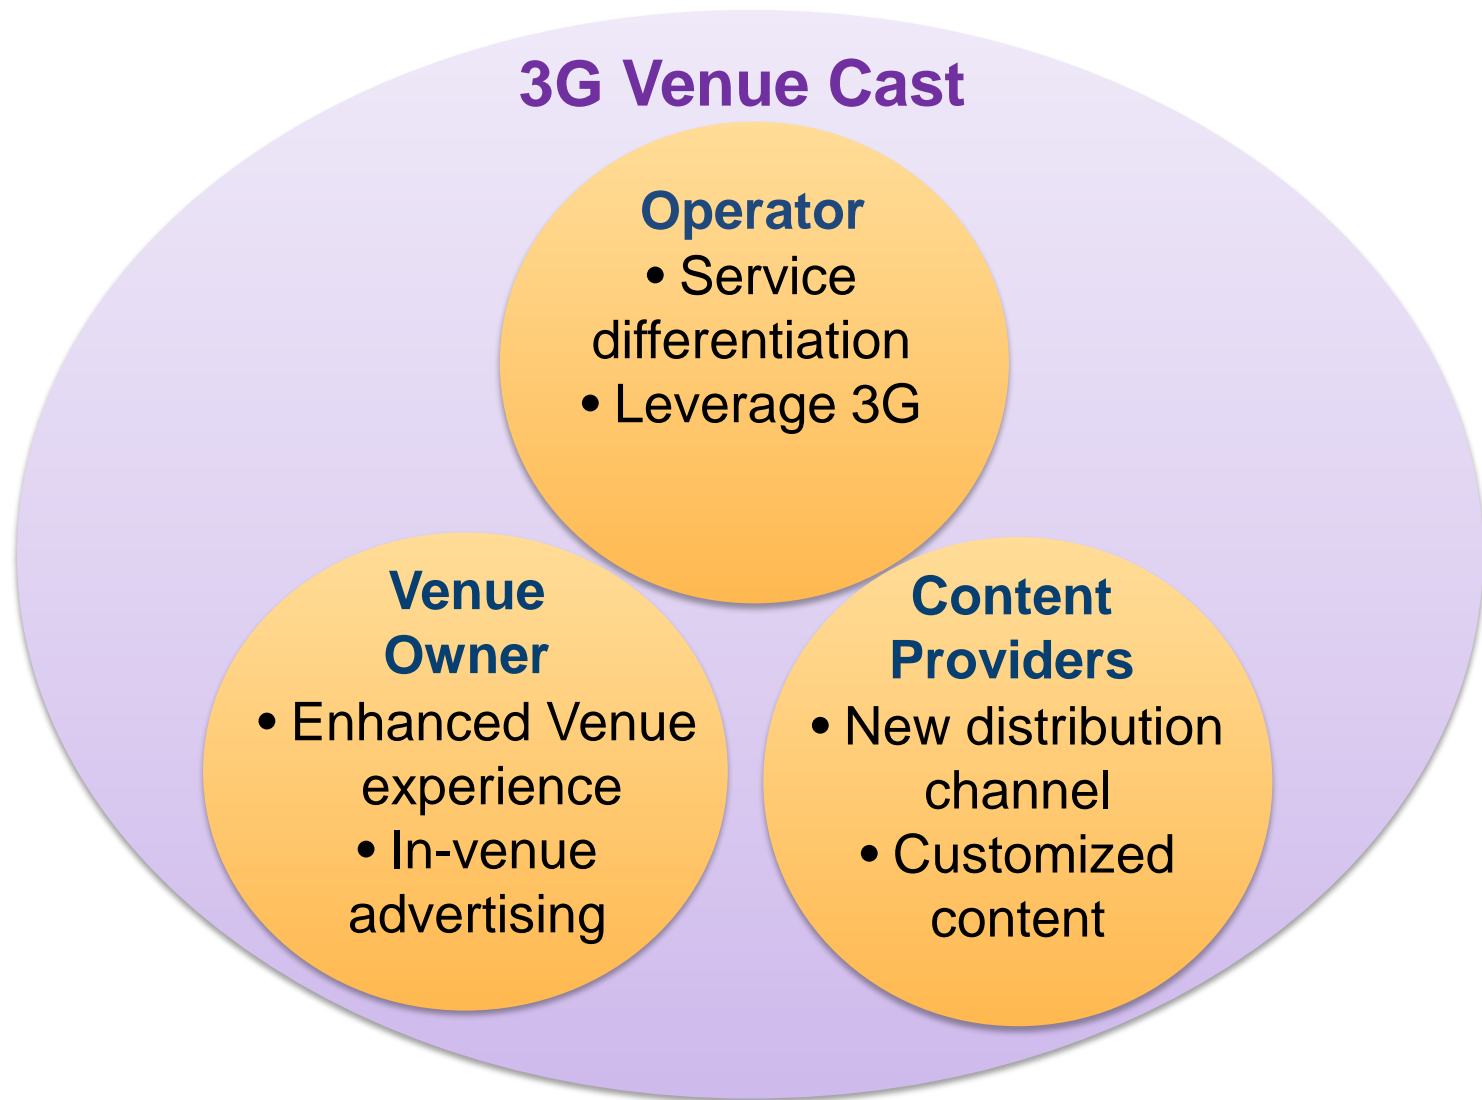 3G Venue Cast
Operator
• Service
differentiation
• Leverage 3G
Venue
Owner
• Enhanced Venue
experience
• In-venue
advertising
Content
Providers
• New distribution
channel
• Customized
content